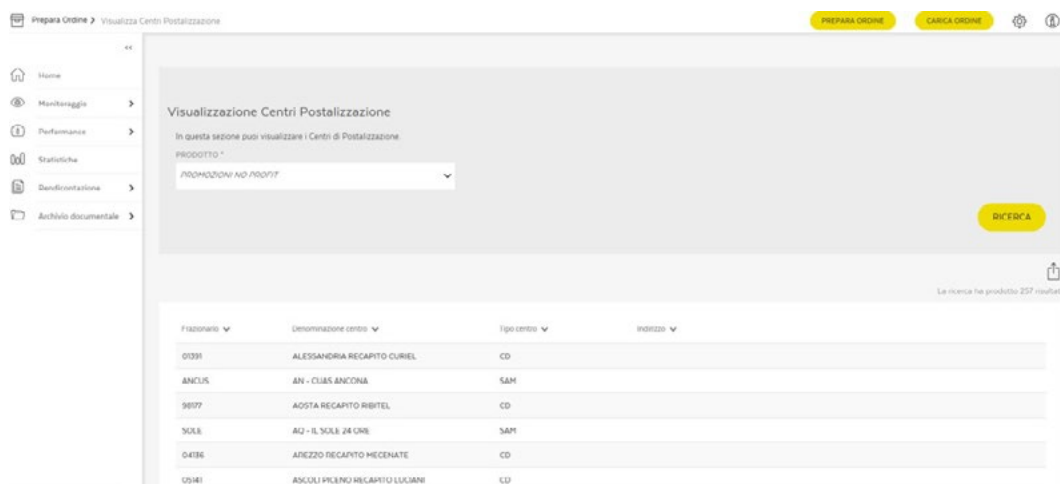 Prepara Ordine > Visualizza Centri Postalizzazione
PREPARA ORDINE
CARICA ORDINE
<<
Home
Monitoraggio >
Performance >
Statistiche
Rendicontazione >
Archivio documentale >
Visualizzazione Centri Postalizzazione
In questa sezione puoi visualizzare i Centri di Postalizzazione.
PRODOTTO *
PROMOZIONI NO PROFIT
RICERCA
La ricerca ha prodotto 257 risultat
Frazionario Denominazione centro Tipo centro Indirizzo
01391 ALESSANDRIA RECAPITO CURIEL CD
ANCUS AN - CUAS ANCONA SAM
98177 AOSTA RECAPITO RIBITEL CD
SOLE AQ - IL SOLE 24 ORE SAM
04186 AREZZO RECAPITO MECENATE CD
05141 ASCOLI PICENO RECAPITO LUCIANI CD